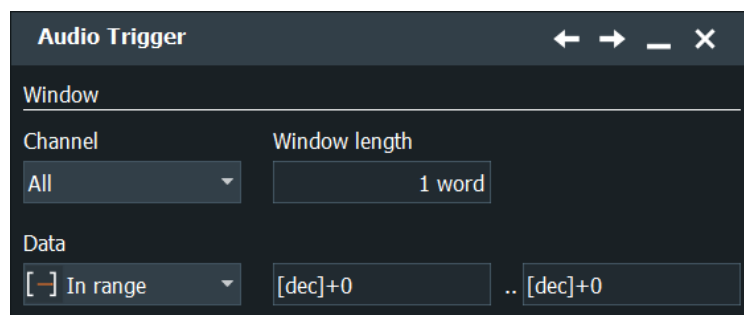 Audio Trigger
Window
Channel Window length
All 1 word
Data
In range [dec]+0 .. [dec]+0